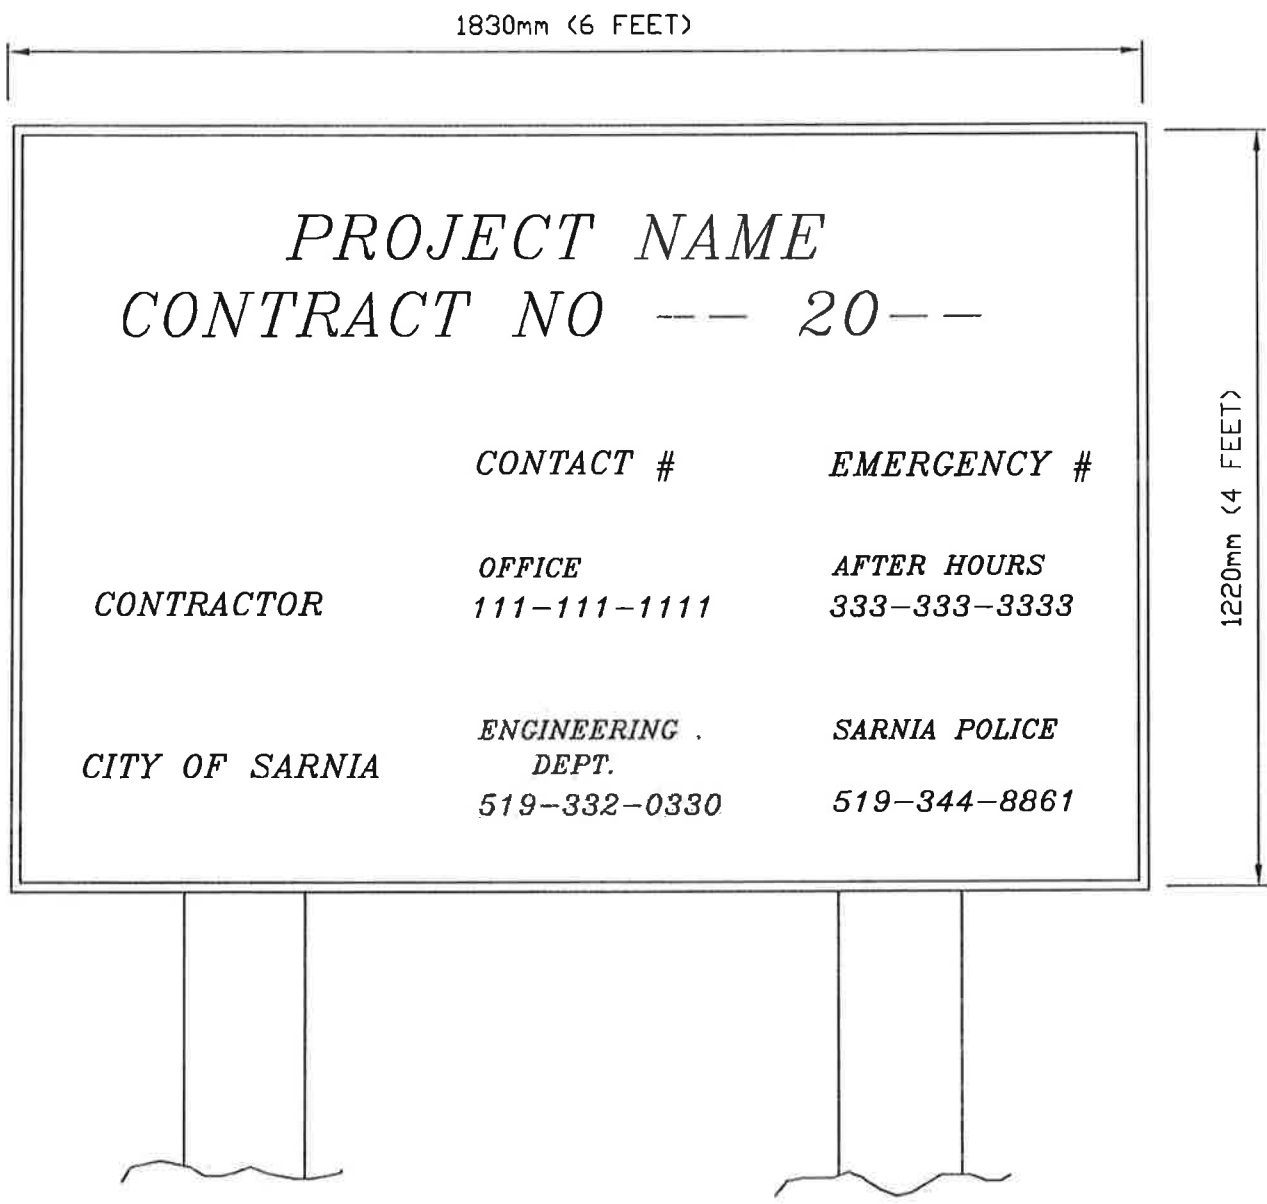 1830mm (6 FEET)
PROJECT NAME
CONTRACT NO -- 20--
CONTACT # EMERGENCY #
OFFICE AFTER HOURS
CONTRACTOR 111-111-1111 333-333-3333
ENGINEERING SARNIA POLICE
CITY OF SARNIA DEPT.
519-332-0330 519-344-8861
1220mm (4 FEET)